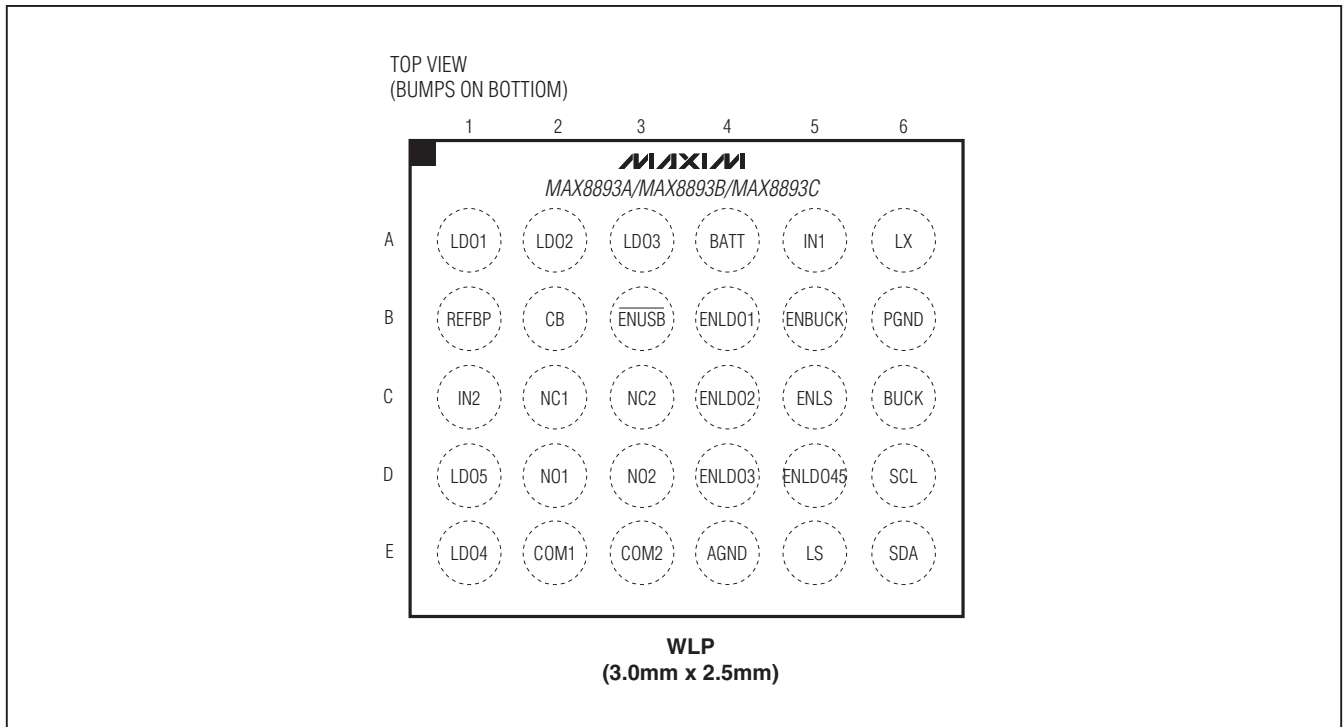 TOP VIEW
(BUMPS ON BOTTIOM)
1 2 3 4 5 6
MAXIM
MAX8893A/MAX8893B/MAX8893C
A LDO1 LDO2 LDO3 BATT IN1 LX
B REFBP CB ENUSB ENLDO1 ENBUCK PGND
C IN2 NC1 NC2 ENLDO2 ENLS BUCK
D LDO5 NO1 NO2 ENLDO3 ENLDO45 SCL
E LDO4 COM1 COM2 AGND LS SDA
WLP
(3.0mm x 2.5mm)